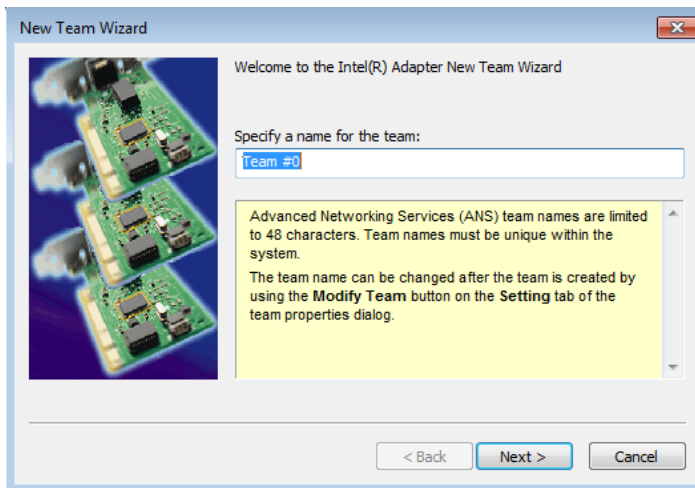 New Team Wizard
Welcome to the Intel(R) Adapter New Team Wizard
Specify a name for the team:
Team #0
Advanced Networking Services (ANS) team names are limited
to 48 characters. Team names must be unique within the
system.
The team name can be changed after the team is created by
using the Modify Team button on the Setting tab of the
team properties dialog.
< Back
Next >
Cancel